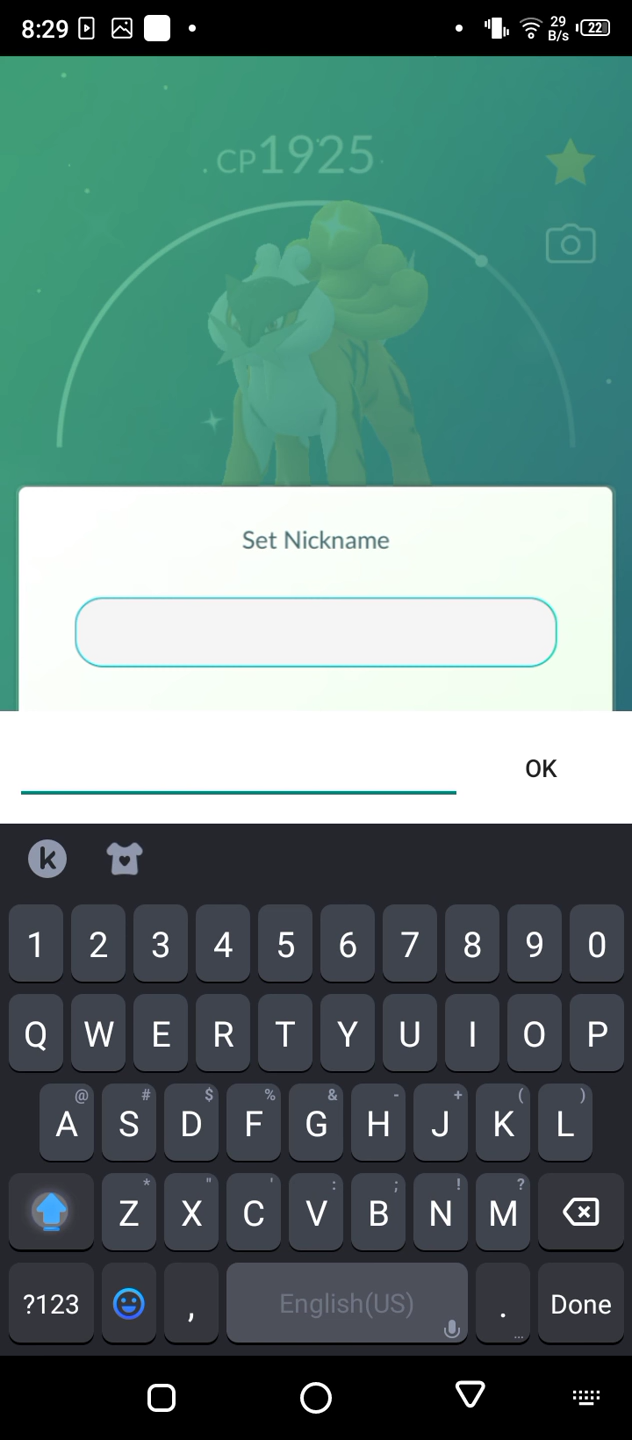 8:29
29 B/s
22
CP1925
Set Nickname
OK
k
1 2 3 4 5 6 7 8 9 0
Q W E R T Y U I O P
@ # $ % & - + ( )
A S D F G H J K L
* " ' : ; ! ?
Z X C V B N M
?123 , English(US) . ... Done